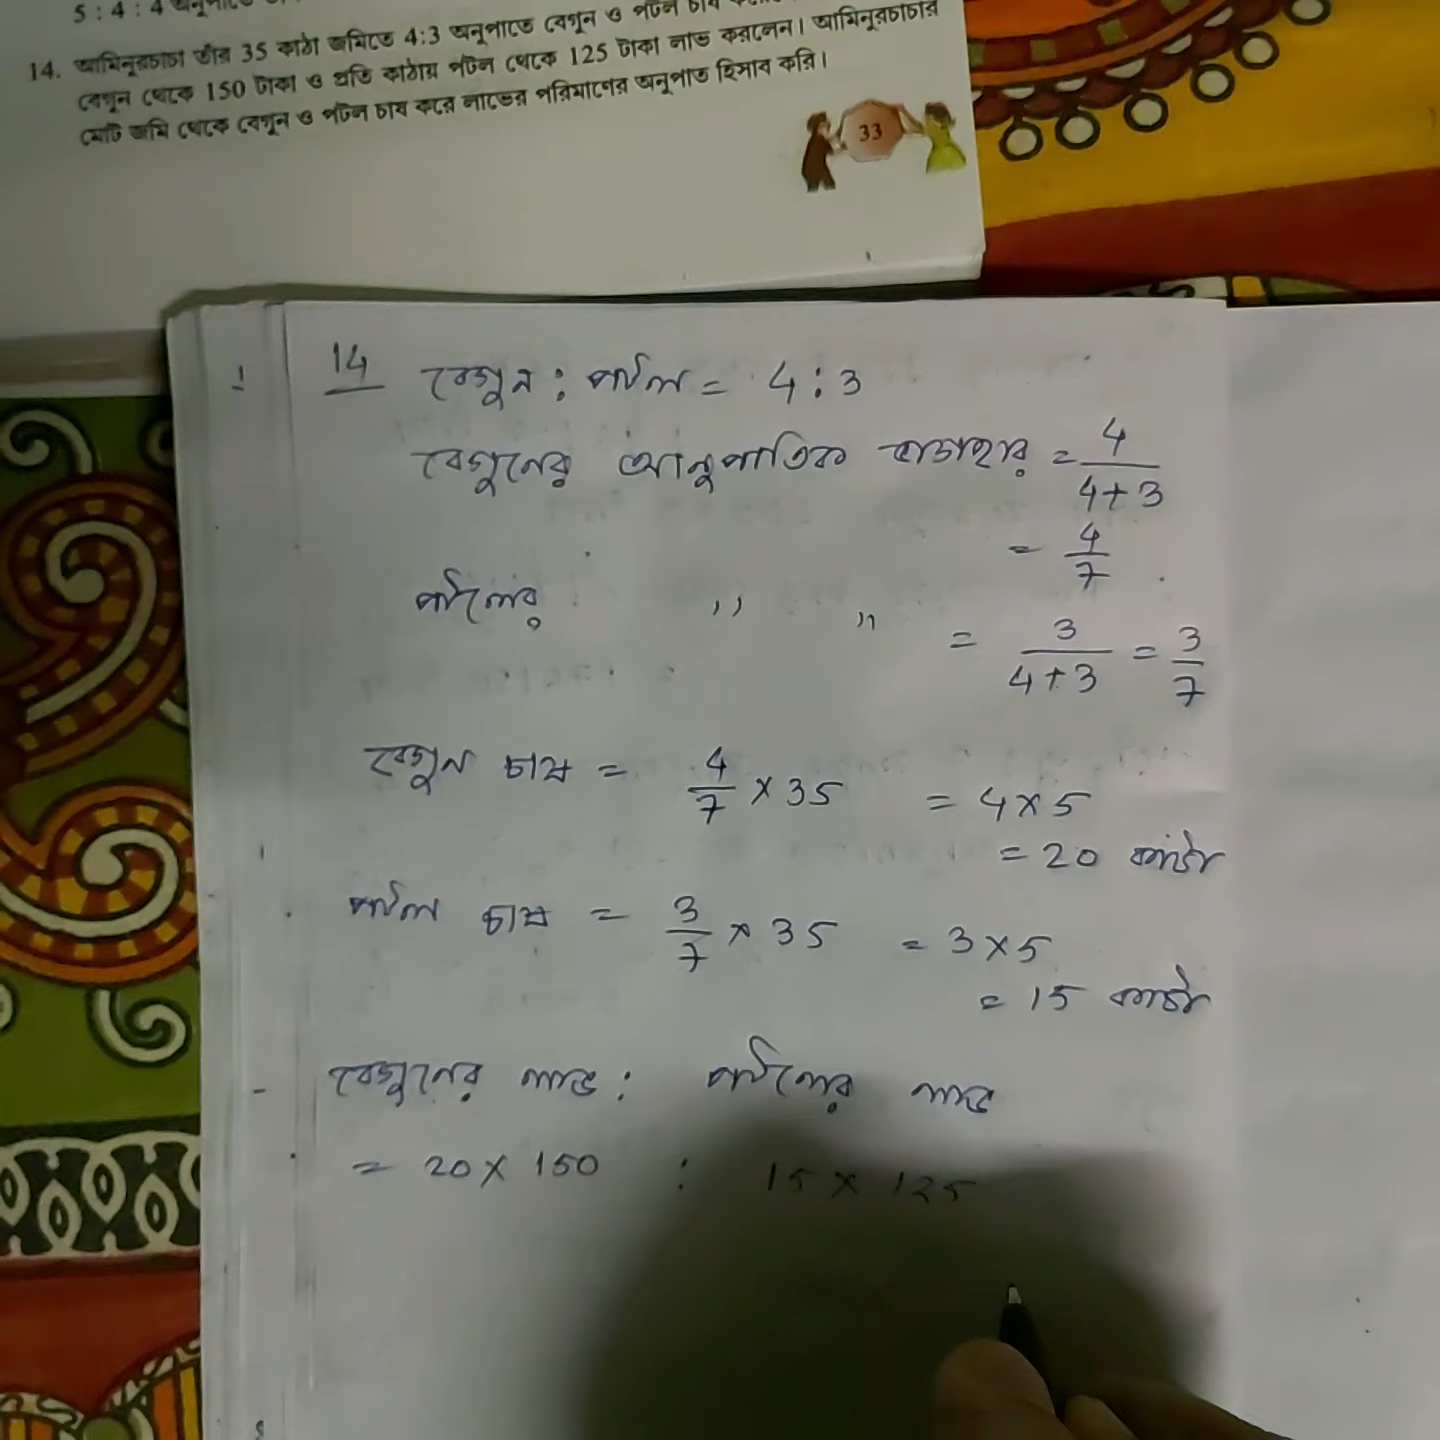 5 : 4 : 4
14. আমিনুরচাচা তাঁর 35 কাঠা জমিতে 4:3 অনুপাতে বেগুন ও পটল চাষ
বেগুন থেকে 150 টাকা ও প্রতি কাঠায় পটল থেকে 125 টাকা লাভ করলেন। আমিনুরচাচার
মোট জমি থেকে বেগুন ও পটল চাষ করে লাভের পরিমাণের অনুপাত হিসাব করি।
33
14 বেগুন : পটল = 4 : 3
বেগুনের আনুপাতিক ভাগহার = 4/4+3
= 4/7
পটলের " " = 3/4+3 = 3/7
বেগুন চাষ = 4/7 × 35 = 4×5
= 20 কাঠা
পটল চাষ = 3/7 × 35 = 3×5
= 15 কাঠা
বেগুনের লাভ : পটলের লাভ
= 20 × 150 : 15 × 125